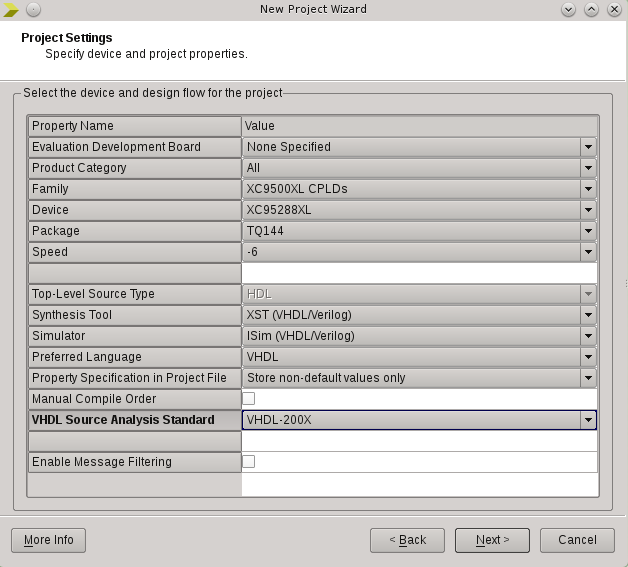 New Project Wizard
Project Settings
Specify device and project properties.
Select the device and design flow for the project
Property Name Value
Evaluation Development Board None Specified
Product Category All
Family XC9500XL CPLDs
Device XC95288XL
Package TQ144
Speed -6
Top-Level Source Type HDL
Synthesis Tool XST (VHDL/Verilog)
Simulator ISim (VHDL/Verilog)
Preferred Language VHDL
Property Specification in Project File Store non-default values only
Manual Compile Order
VHDL Source Analysis Standard VHDL-200X
Enable Message Filtering
More Info < Back Next > Cancel